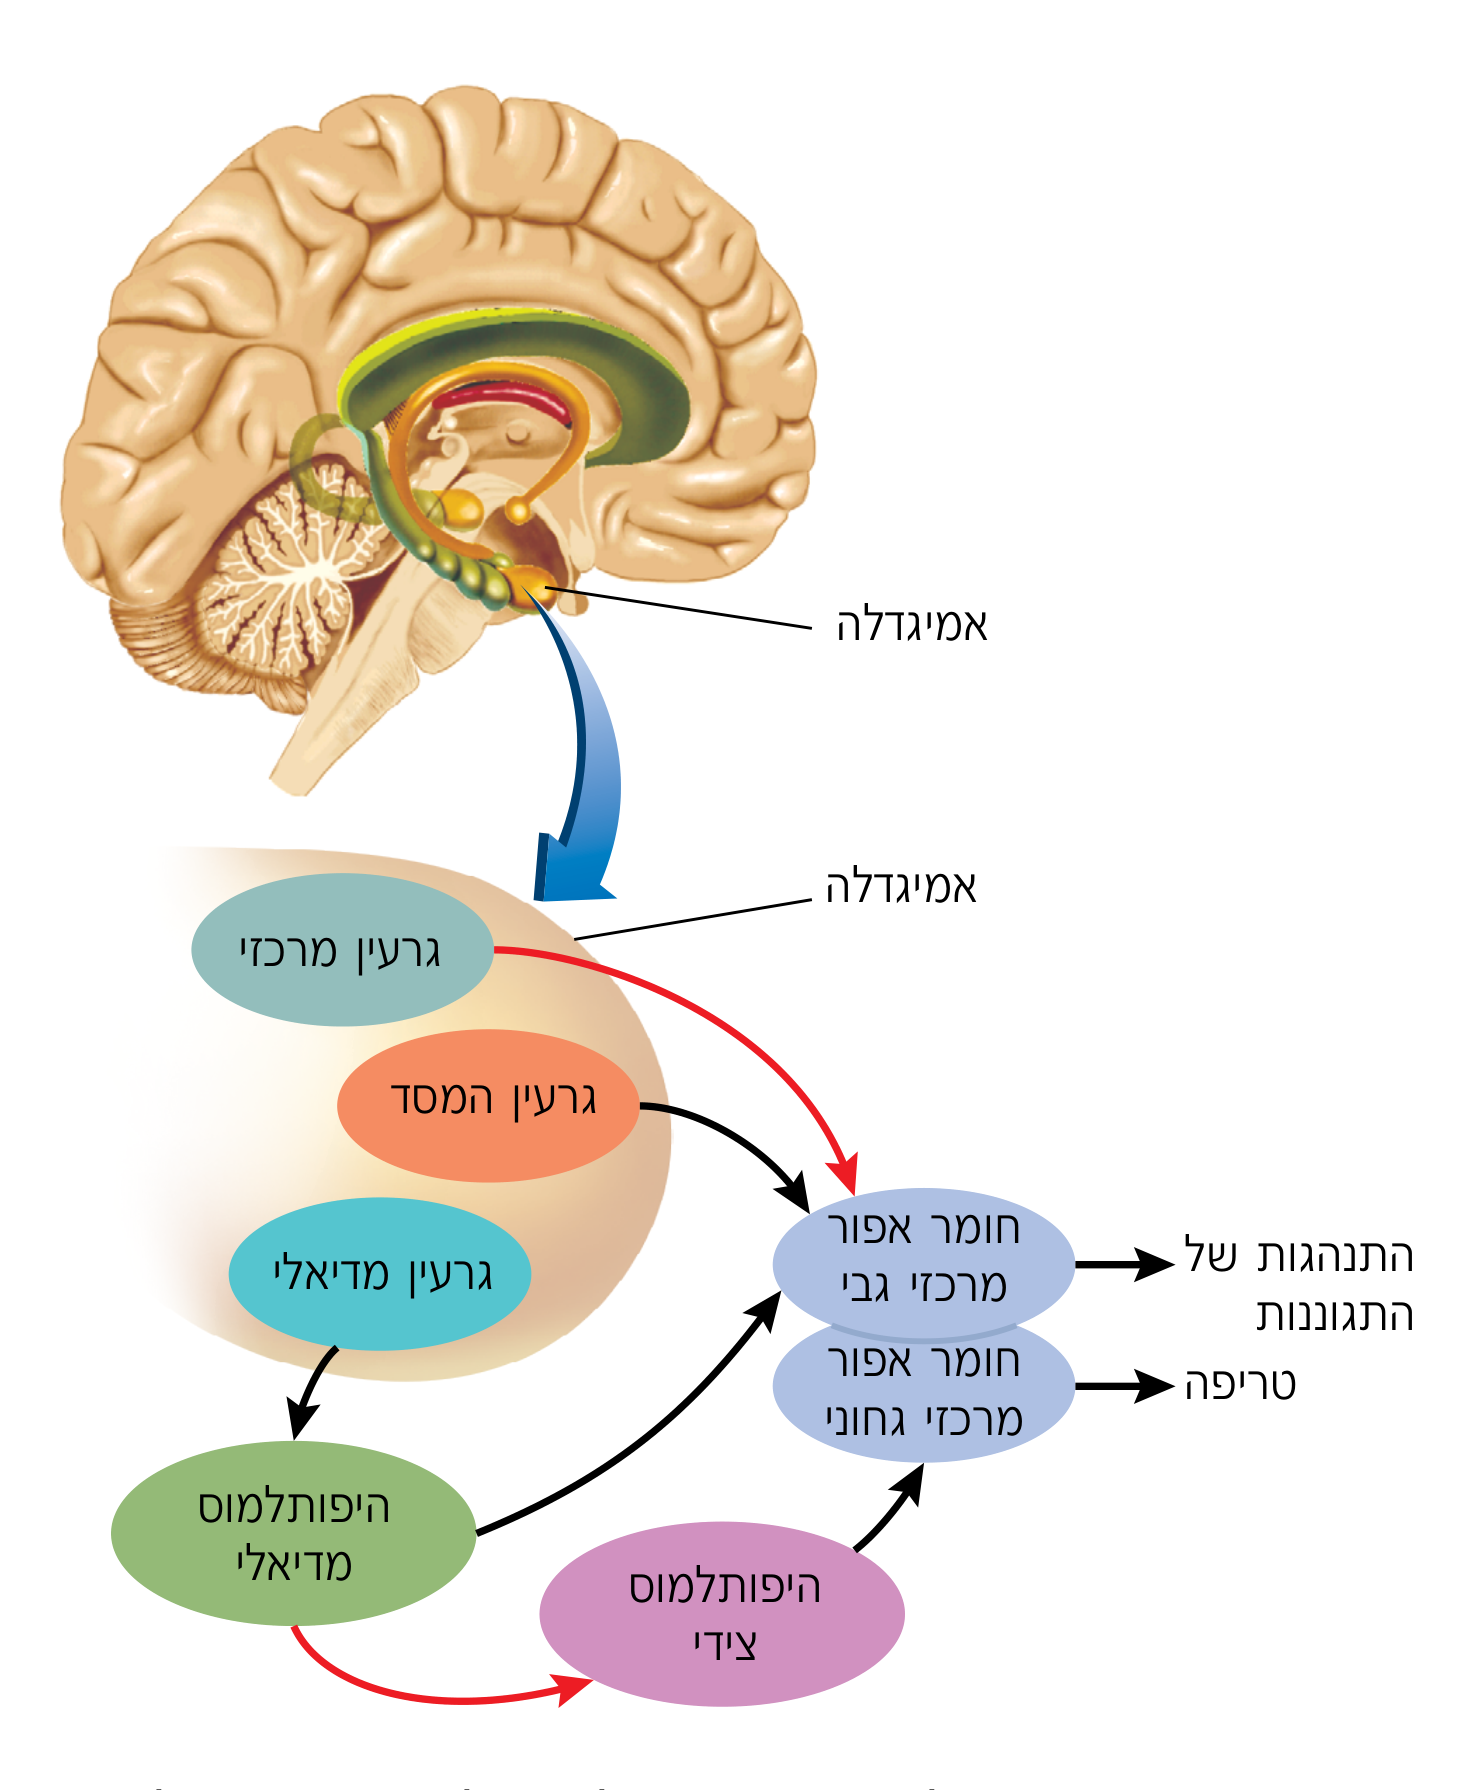 אמיגדלה
אמיגדלה
גרעין מרכזי
גרעין המסד
גרעין מדיאלי
חומר אפור
מרכזי גבי
התנהגות של
התגוננות
חומר אפור
מרכזי גחוני
טריפה
היפותלמוס
מדיאלי
היפותלמוס
צידי